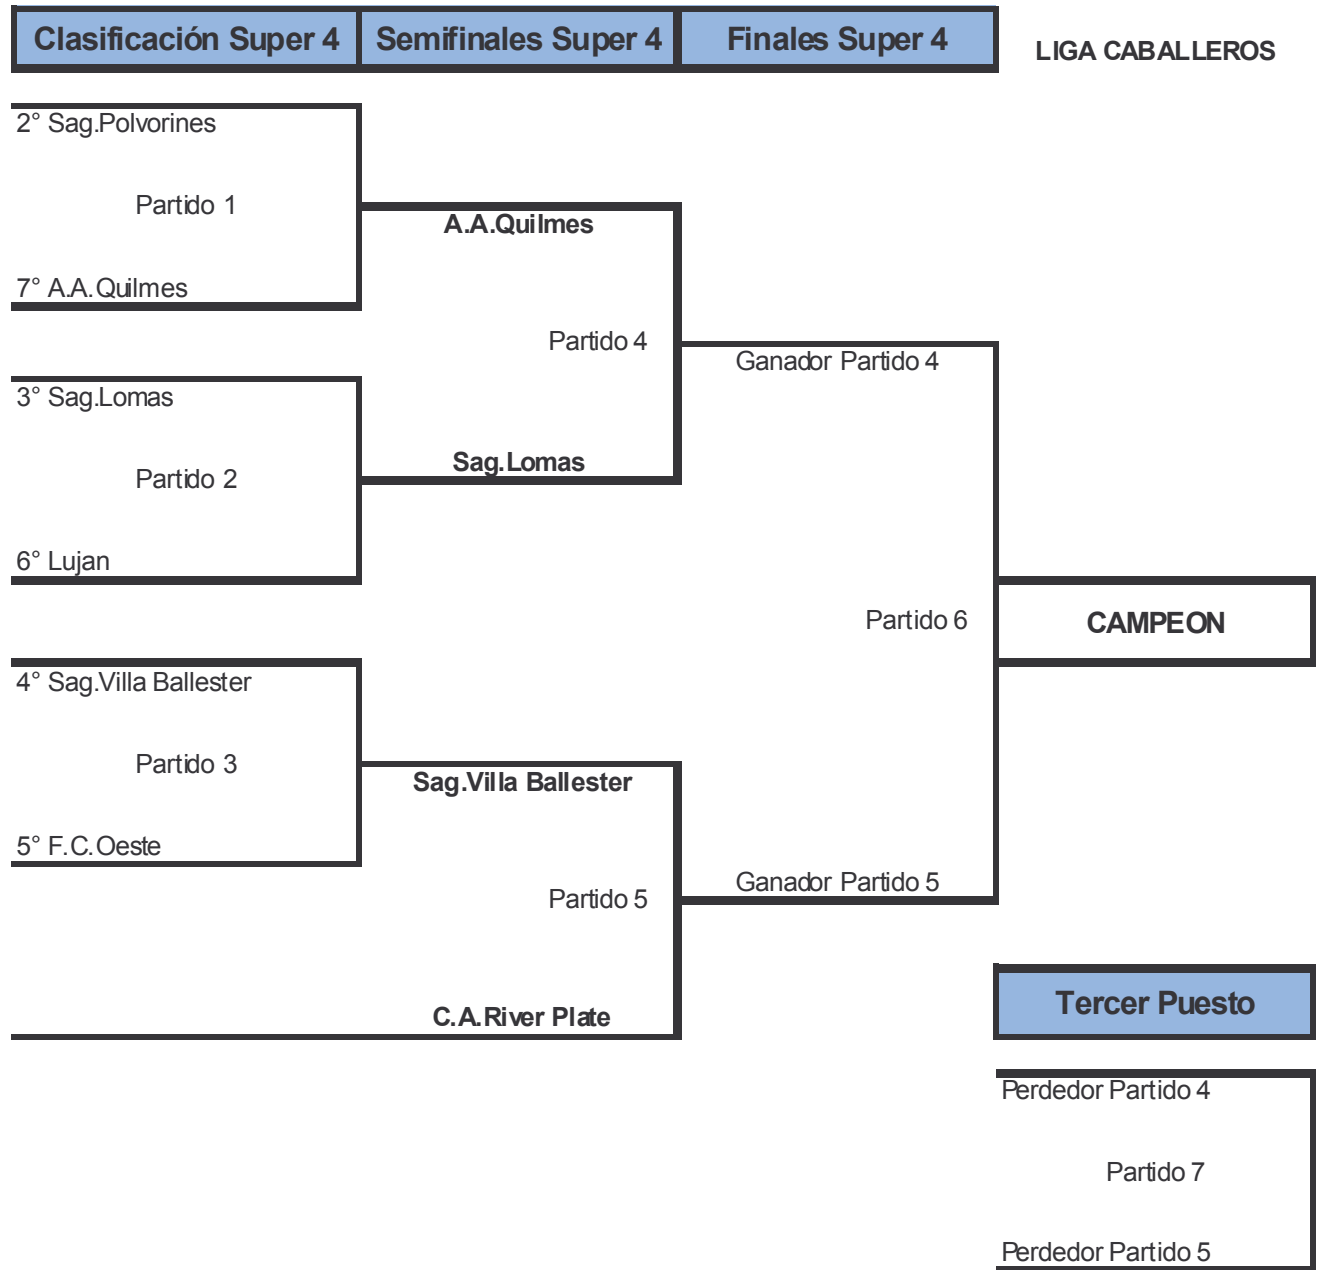 Clasificación Super 4
Semifinales Super 4
Finales Super 4
LIGA CABALLEROS
2° Sag.Polvorines
Partido 1
A.A.Quilmes
7° A.A.Quilmes
Partido 4
Ganador Partido 4
3° Sag.Lomas
Sag.Lomas
Partido 2
6° Lujan
Partido 6
CAMPEON
4° Sag.Villa Ballester
Partido 3
Sag.Villa Ballester
5° F.C.Oeste
Ganador Partido 5
Partido 5
C.A.River Plate
Tercer Puesto
Perdedor Partido 4
Partido 7
Perdedor Partido 5